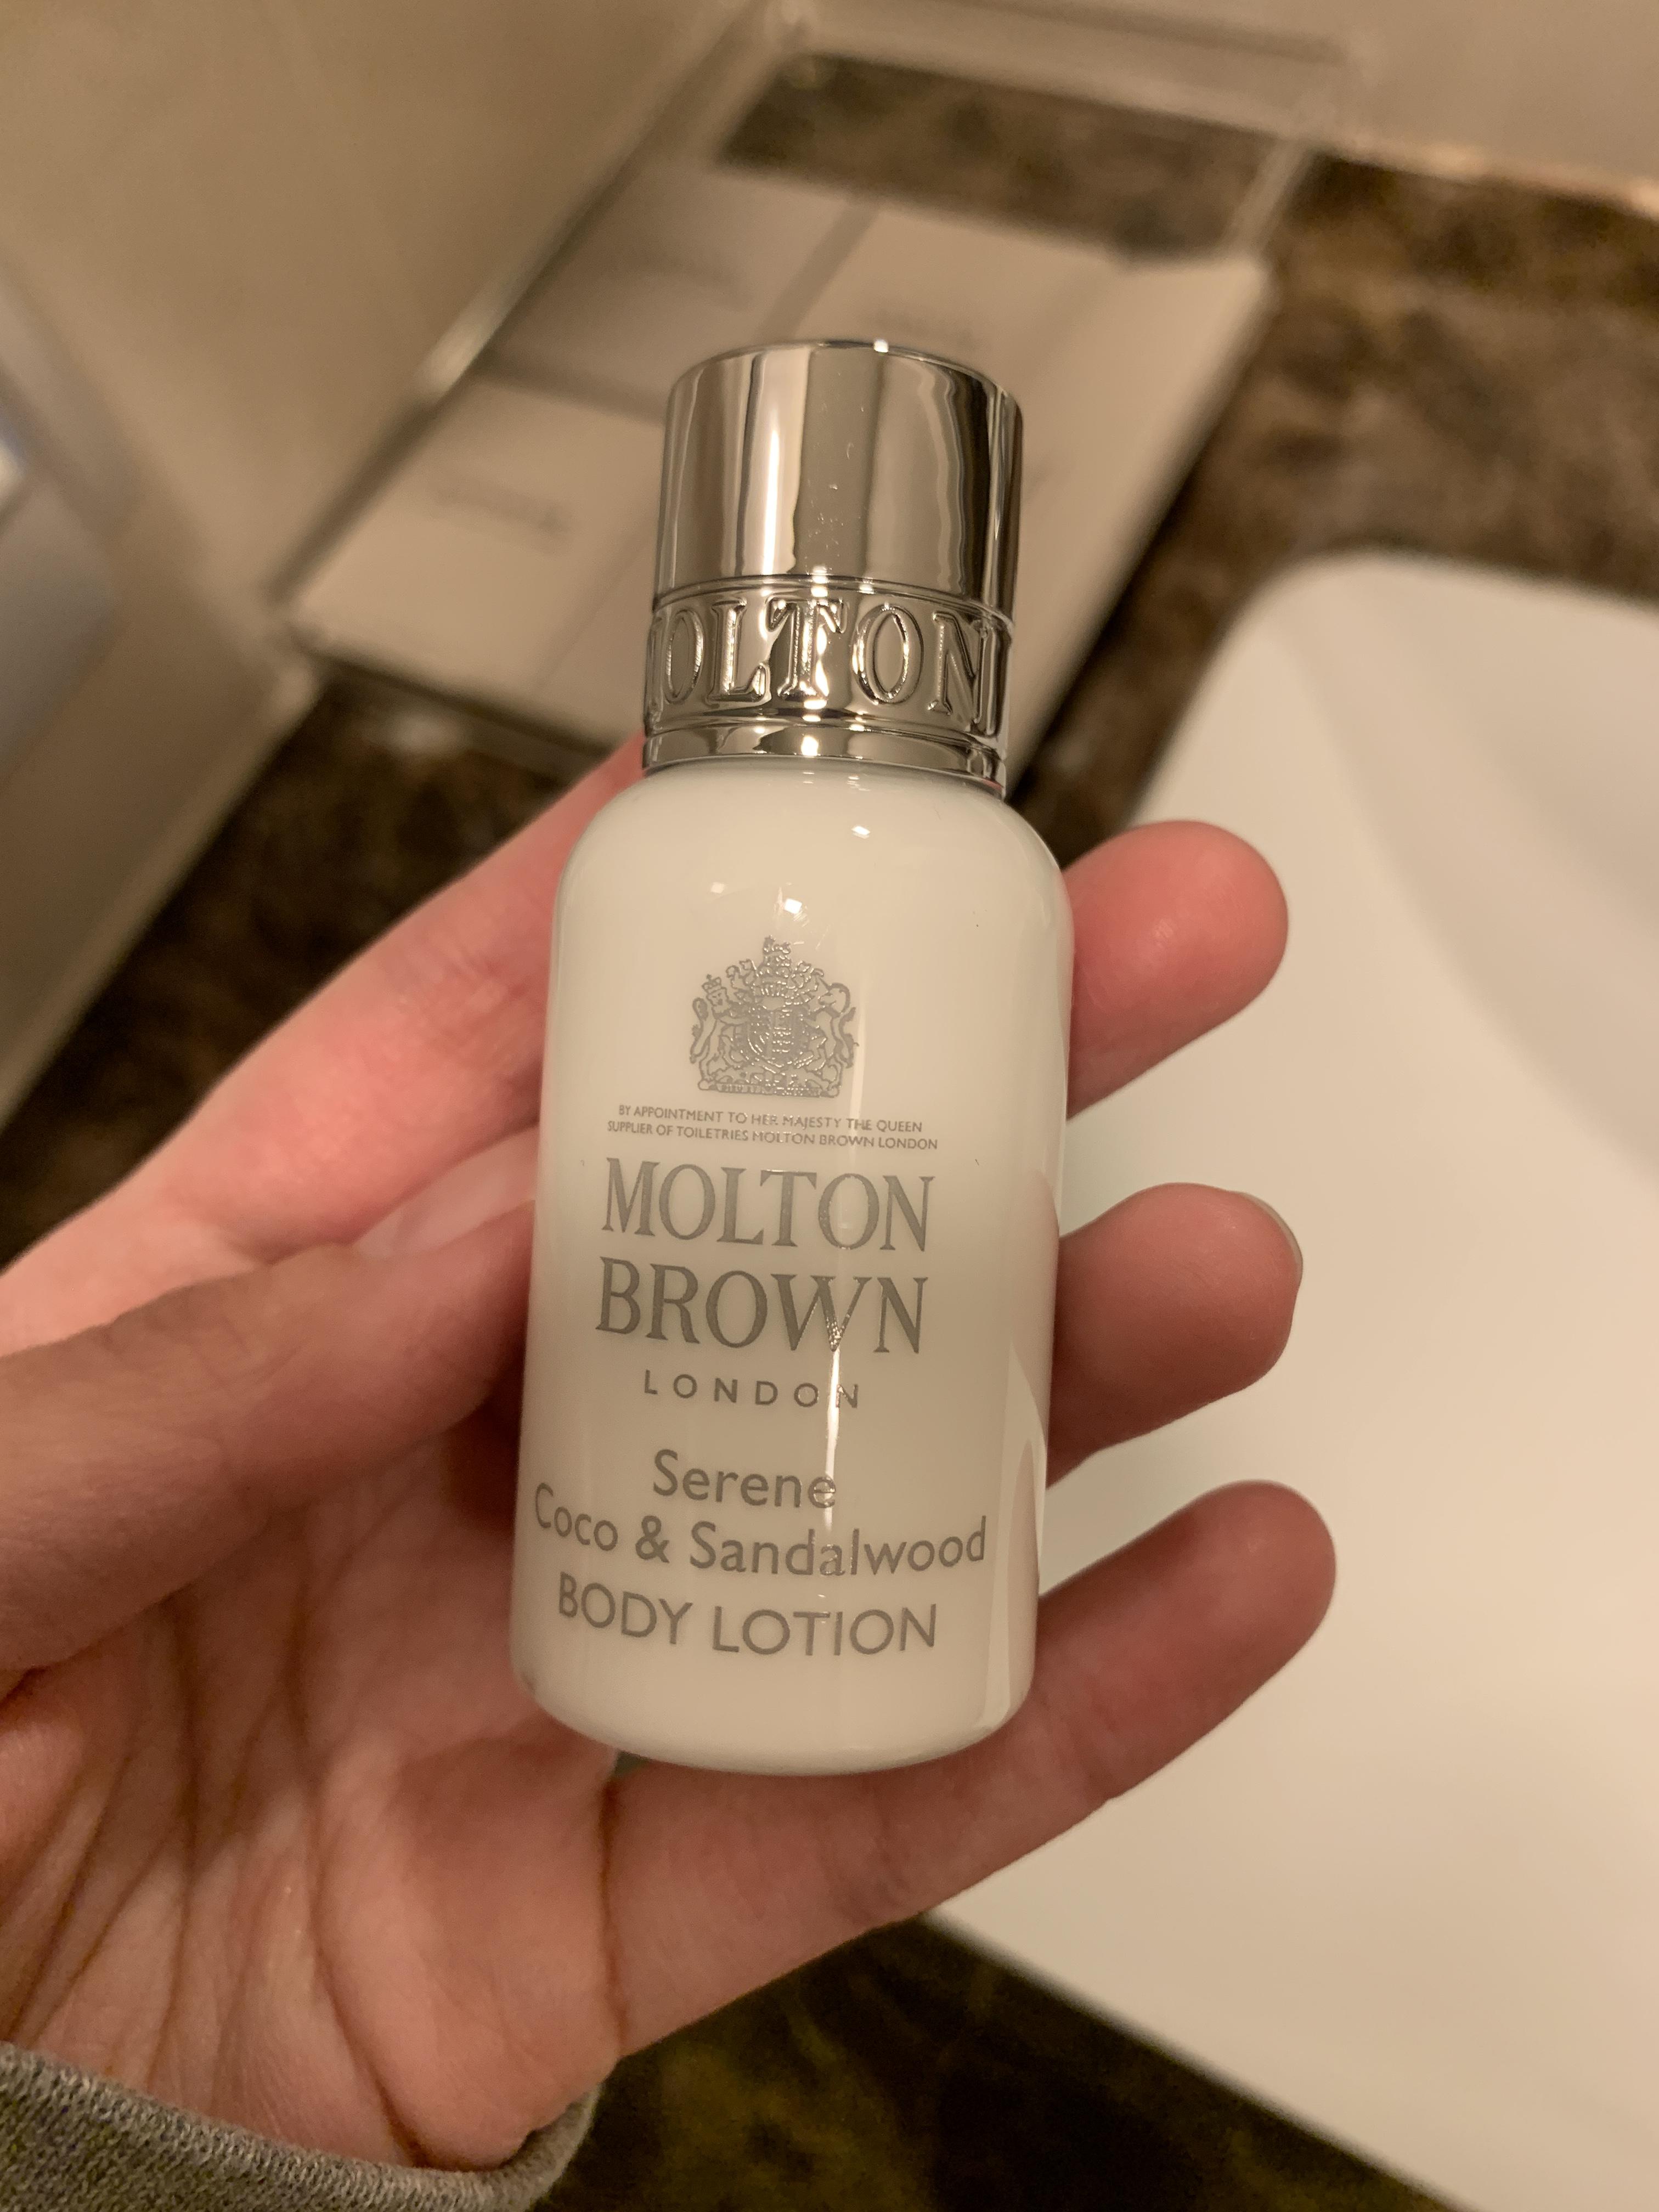 MOLTON
BY APPOINTMENT TO HER MAJESTY THE QUEEN
SUPPLIER OF TOILETRIES MOLTON BROWN LONDON
MOLTON
BROWN
LONDON
Serene
Coco & Sandalwood
BODY LOTION